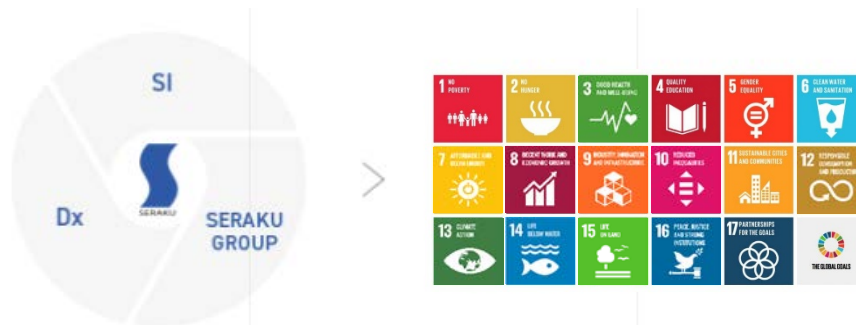 SI
Dx
SERAKU
SERAKU
GROUP
1 NO
POVERTY
2 NO
HUNGER
3 GOOD HEALTH
AND WELL-BEING
4 QUALITY
EDUCATION
5 GENDER
EQUALITY
6 CLEAN WATER
AND SANITATION
7 AFFORDABLE AND
CLEAN ENERGY
8 DECENT WORK AND
ECONOMIC GROWTH
9 INDUSTRY, INNOVATION
AND INFRASTRUCTURE
10 REDUCED
INEQUALITIES
11 SUSTAINABLE CITIES
AND COMMUNITIES
12 RESPONSIBLE
CONSUMPTION
AND PRODUCTION
13 CLIMATE
ACTION
14 LIFE
BELOW WATER
15 LIFE
ON LAND
16 PEACE, JUSTICE
AND STRONG
INSTITUTIONS
17 PARTNERSHIPS
FOR THE GOALS
THE GLOBAL GOALS